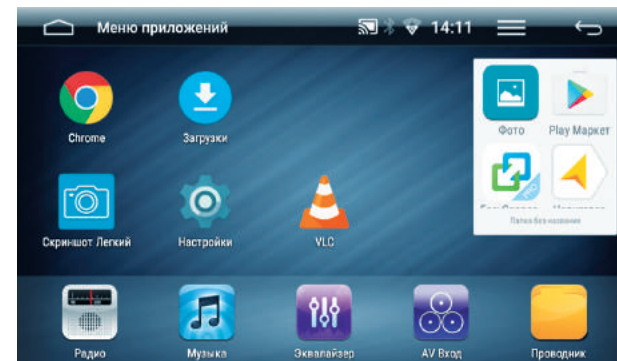 Меню приложений 14:11
Chrome
Загрузки
Фото
Play Маркет
Скриншот Легкий
Настройки
VLC
Папка без названия
Радио
Музыка
Эквалайзер
AV Вход
Проводник